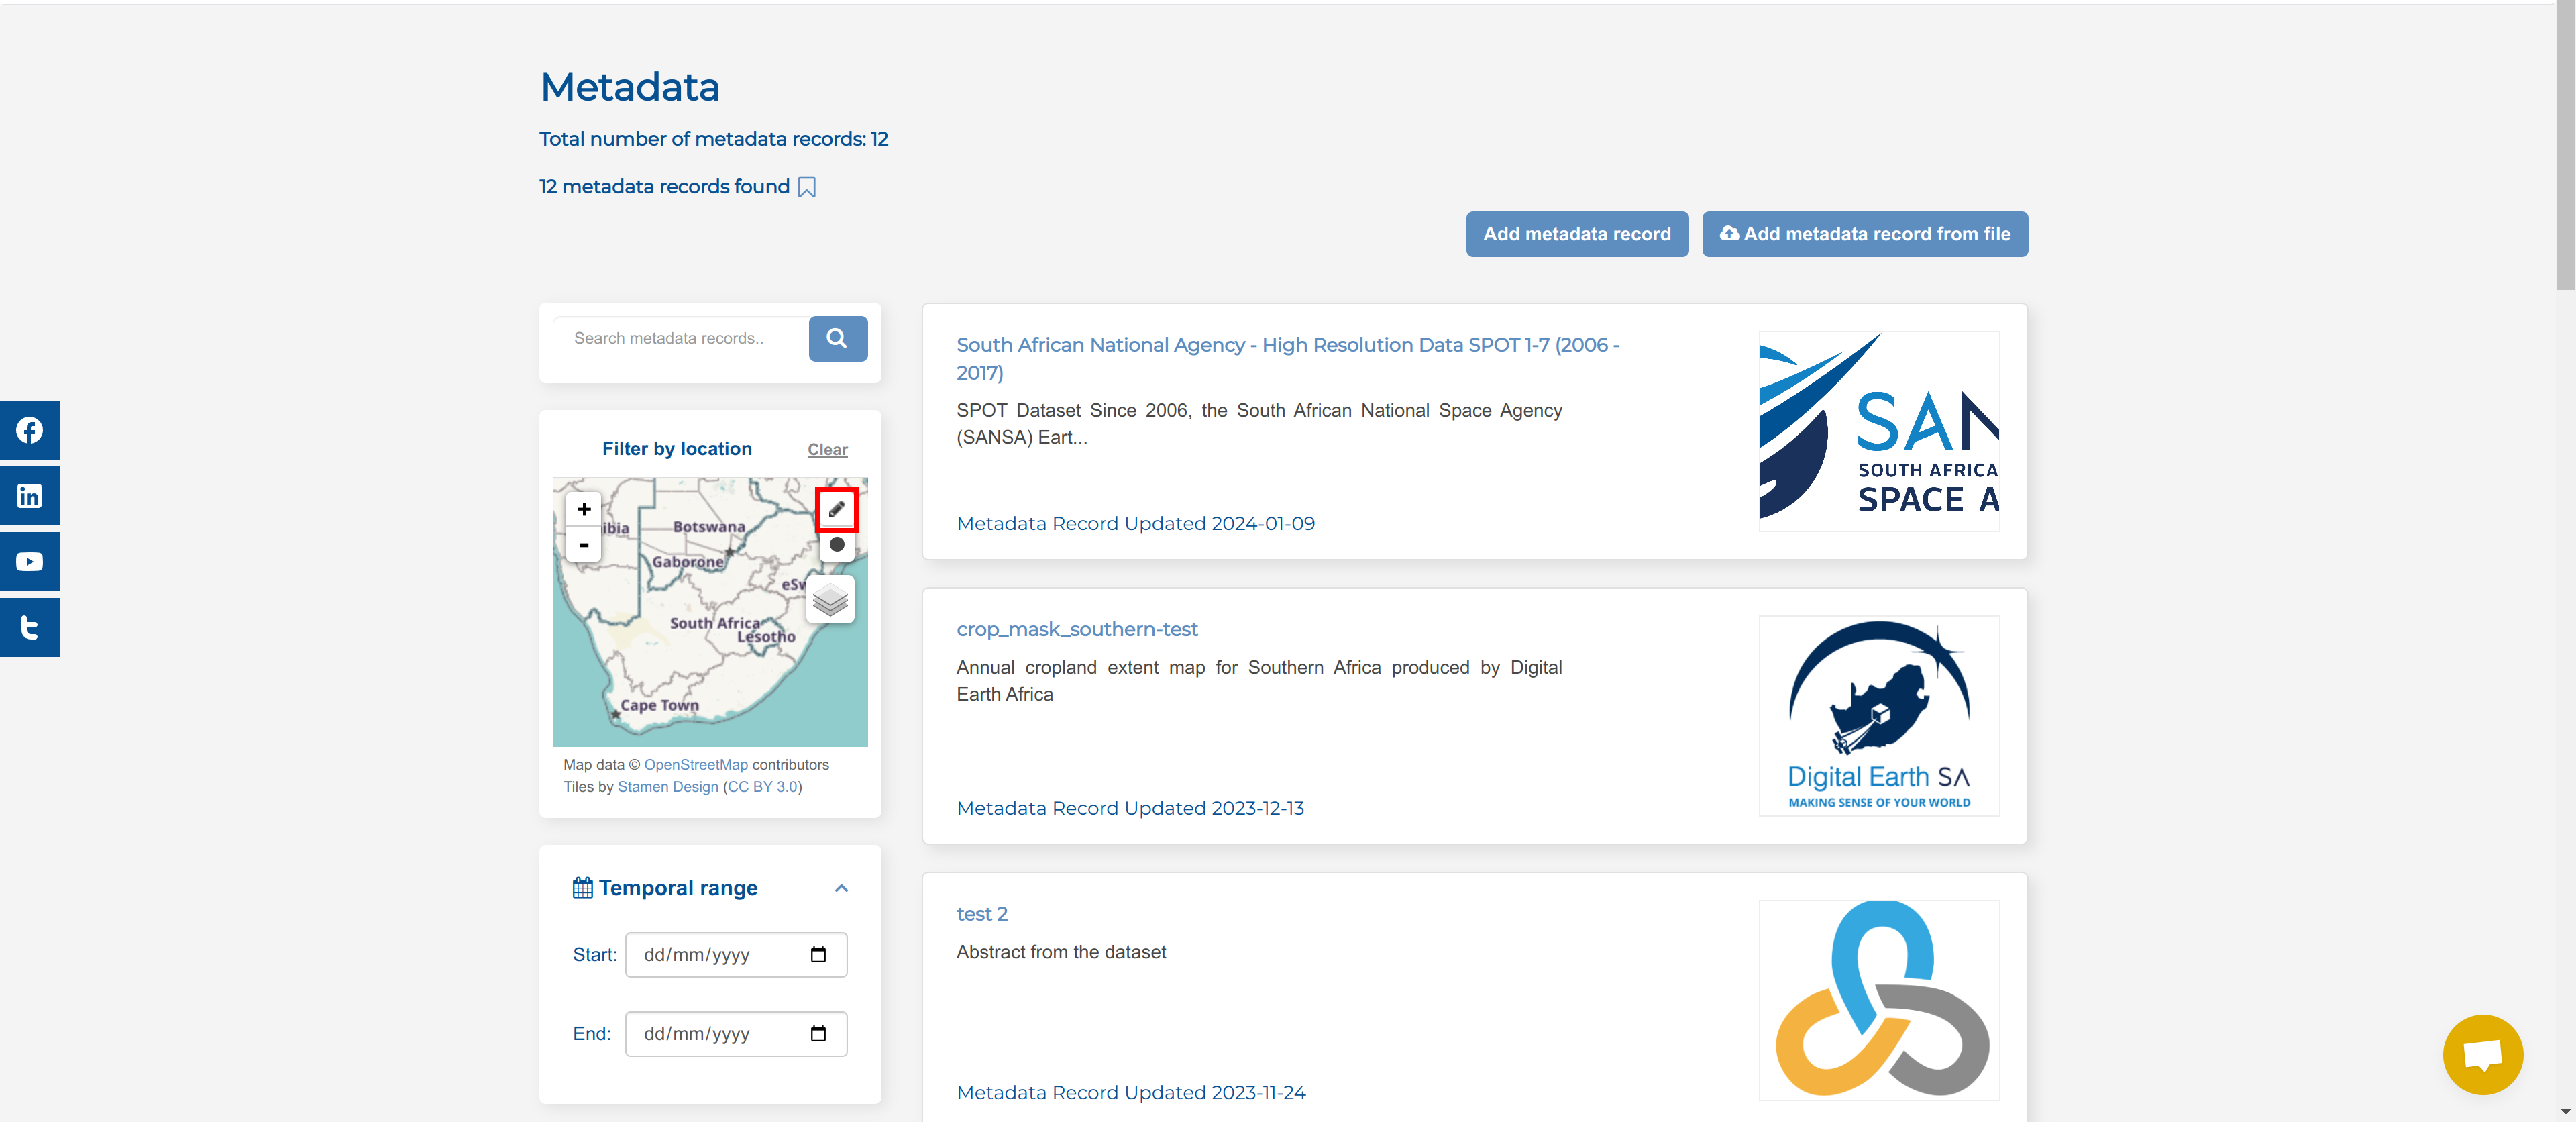 Metadata
Total number of metadata records: 12
12 metadata records found
Add metadata record
Add metadata record from file
Search metadata records..
Filter by location
Clear
+
-
ibia
Botswana
Gaborone
eSw
South Africa
Lesotho
Cape Town
Map data © OpenStreetMap contributors
Tiles by Stamen Design (CC BY 3.0)
Temporal range
Start: dd/mm/yyyy
End: dd/mm/yyyy
South African National Agency - High Resolution Data SPOT 1-7 (2006 -
2017)
SPOT Dataset Since 2006, the South African National Space Agency
(SANSA) Eart...
Metadata Record Updated 2024-01-09
SAN
SOUTH AFRICA
SPACE A
crop_mask_southern-test
Annual cropland extent map for Southern Africa produced by Digital
Earth Africa
Metadata Record Updated 2023-12-13
Digital Earth SA
MAKING SENSE OF YOUR WORLD
test 2
Abstract from the dataset
Metadata Record Updated 2023-11-24